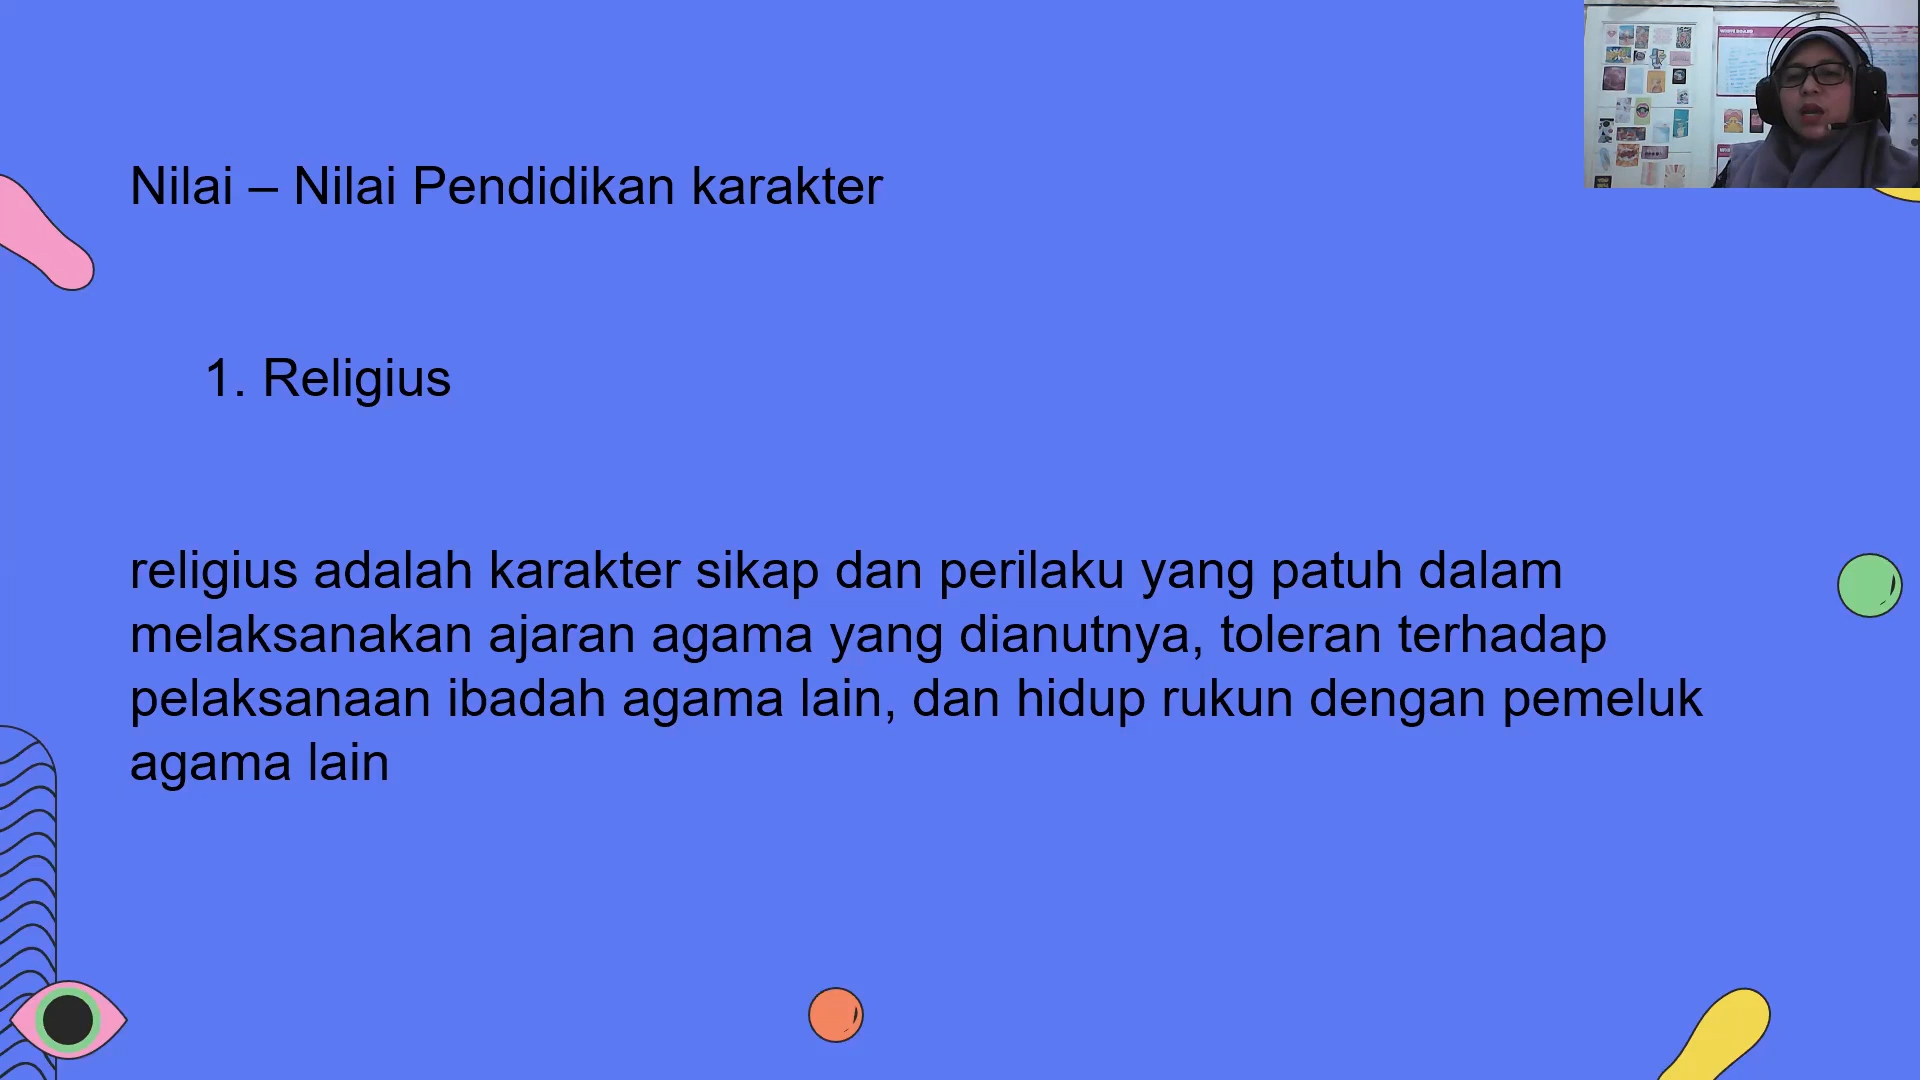 Nilai – Nilai Pendidikan karakter
1. Religius
religius adalah karakter sikap dan perilaku yang patuh dalam
melaksanakan ajaran agama yang dianutnya, toleran terhadap
pelaksanaan ibadah agama lain, dan hidup rukun dengan pemeluk
agama lain